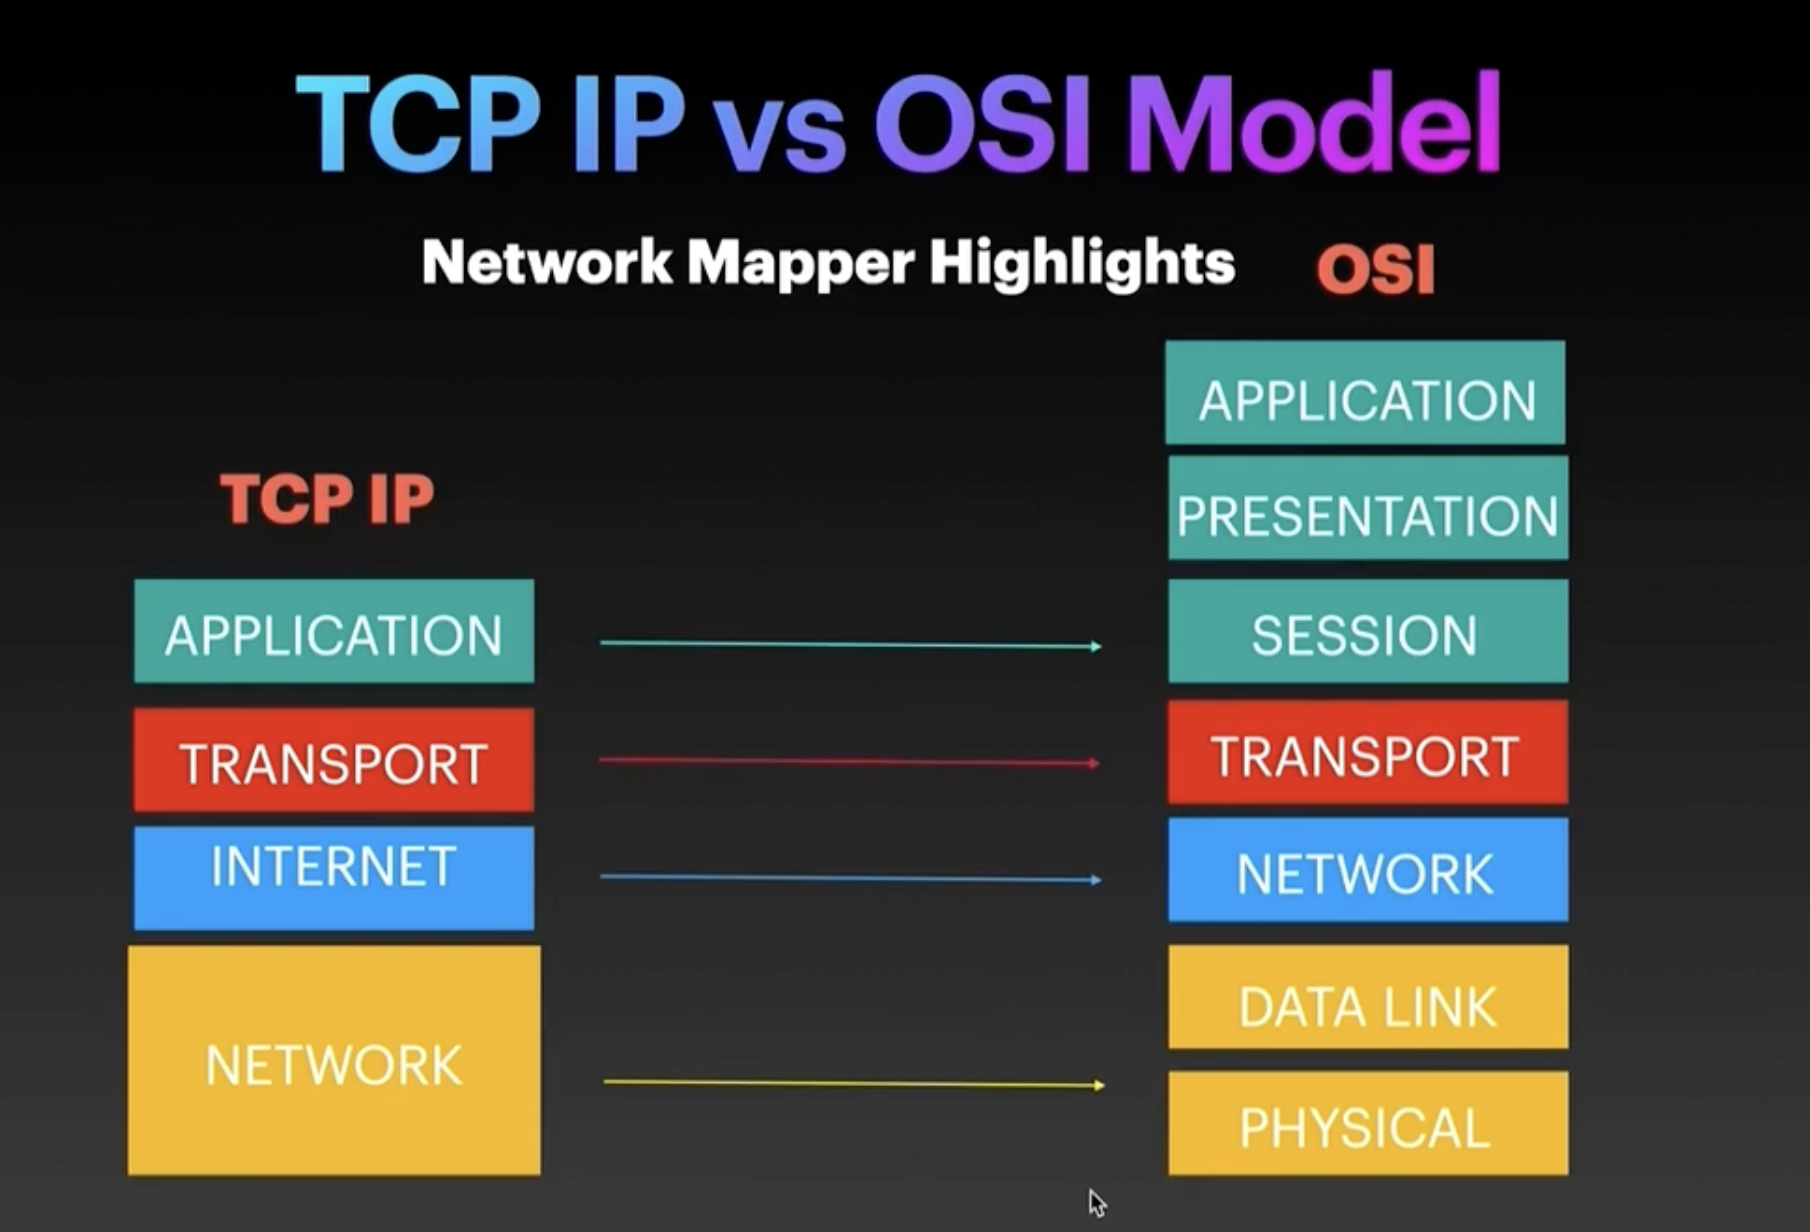 TCP IP vs OSI Model
Network Mapper Highlights
OSI
APPLICATION
PRESENTATION
SESSION
TRANSPORT
NETWORK
DATA LINK
PHYSICAL
TCP IP
APPLICATION
TRANSPORT
INTERNET
NETWORK